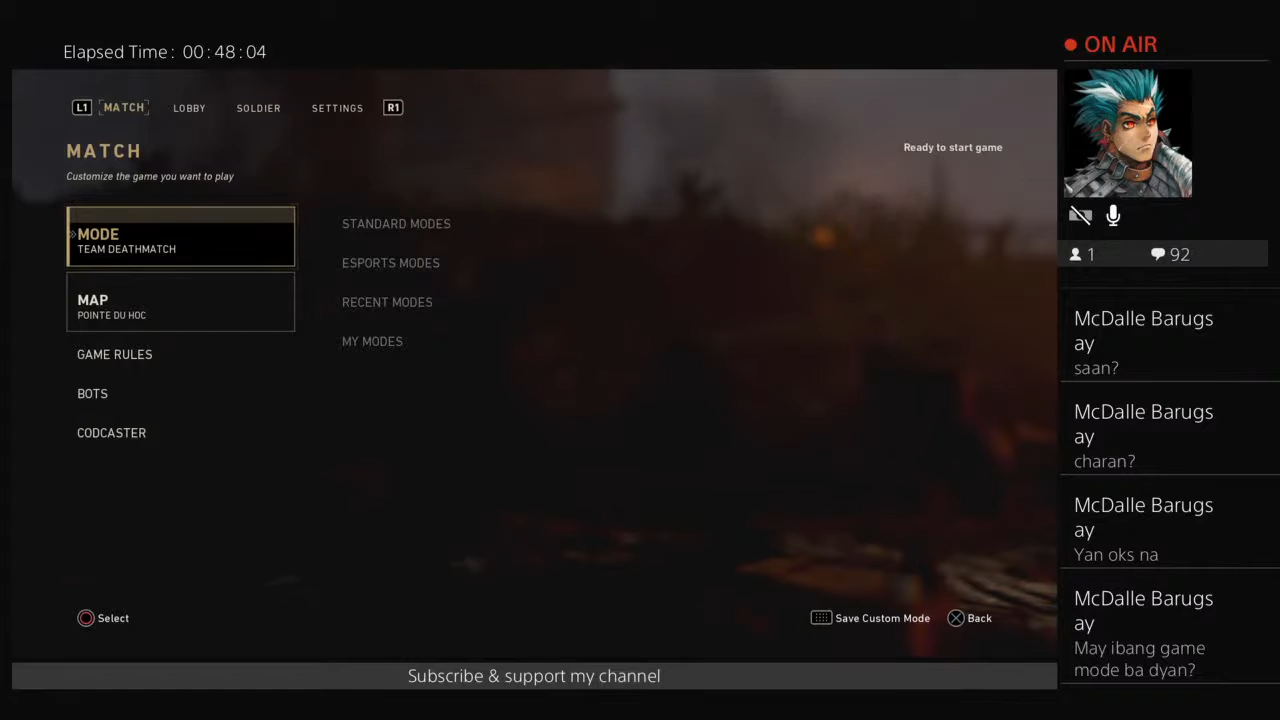 Elapsed Time: 00:48:04
ON AIR
L1 [MATCH] LOBBY SOLDIER SETTINGS R1
MATCH
Ready to start game
Customize the game you want to play
MODE
TEAM DEATHMATCH
MAP
POINTE DU HOC
GAME RULES
BOTS
CODCASTER
STANDARD MODES
ESPORTS MODES
RECENT MODES
MY MODES
Select
Save Custom Mode
Back
Subscribe & support my channel
1 92
McDalle Barugs
ay
saan?
McDalle Barugs
ay
charan?
McDalle Barugs
ay
Yan oks na
McDalle Barugs
ay
May ibang game
mode ba dyan?